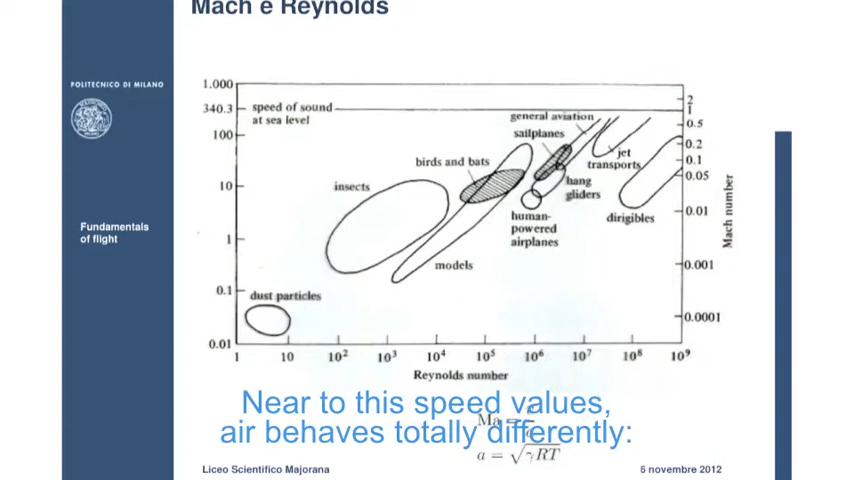 Mach e Reynolds
POLITECNICO DI MILANO
Fundamentals
of flight
1.000
340.3
100
10
1
0.1
0.01
speed of sound
at sea level
general aviation
sailplanes
birds and bats
insects
jet
transports
hang
gliders
human-
powered
airplanes
dirigibles
models
dust particles
2
1
0.5
0.2
0.1
0.05
0.01
0.001
0.0001
Mach number
1 10 10² 10³ 10⁴ 10⁵ 10⁶ 10⁷ 10⁸ 10⁹
Reynolds number
Near to this speed values,
air behaves totally differently:
Ma =
a = √γRT
Liceo Scientifico Majorana
6 novembre 2012